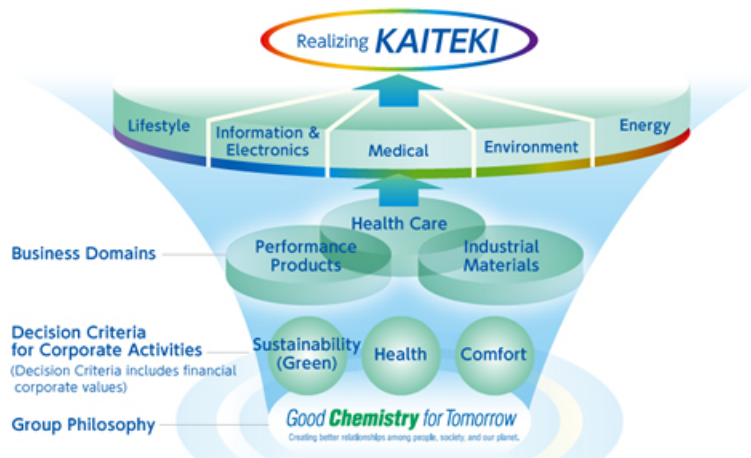 Realizing KAITEKI
Lifestyle
Information &
Electronics
Medical
Environment
Energy
Health Care
Business Domains
Performance
Products
Industrial
Materials
Decision Criteria
for Corporate Activities
(Decision Criteria includes financial
corporate values)
Sustainability
(Green)
Health
Comfort
Group Philosophy
Good Chemistry for Tomorrow
Creating better relationships among people, society, and our planet.